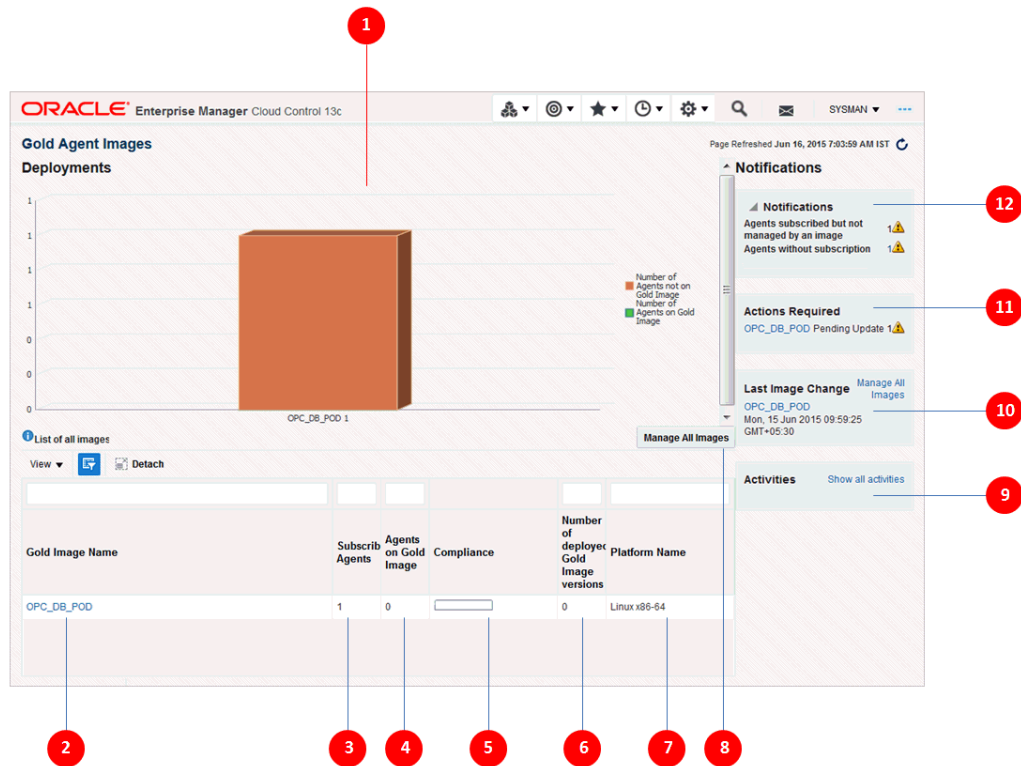 1
ORACLE® Enterprise Manager Cloud Control 13c
SYSMAN
Gold Agent Images
Page Refreshed Jun 16, 2015 7:03:59 AM IST
Deployments
1
1
1
1
0
0
0
OPC_DB_POD 1
Number of
Agents not on
Gold Image
Number of
Agents on Gold
Image
List of all images
Manage All Images
View
Detach
Gold Image Name
Subscrib
Agents
Agents
on Gold
Image
Compliance
Number
of
deployed
Gold
Image
versions
Platform Name
OPC_DB_POD
1
0
0
Linux x86-64
Notifications
Notifications
Agents subscribed but not
managed by an image 1
Agents without subscription 1
12
Actions Required
OPC_DB_POD Pending Update 1
11
Last Image Change
Manage All
Images
OPC_DB_POD
Mon, 15 Jun 2015 09:59:25
GMT+05:30
10
Activities
Show all activities
9
2
3
4
5
6
7
8